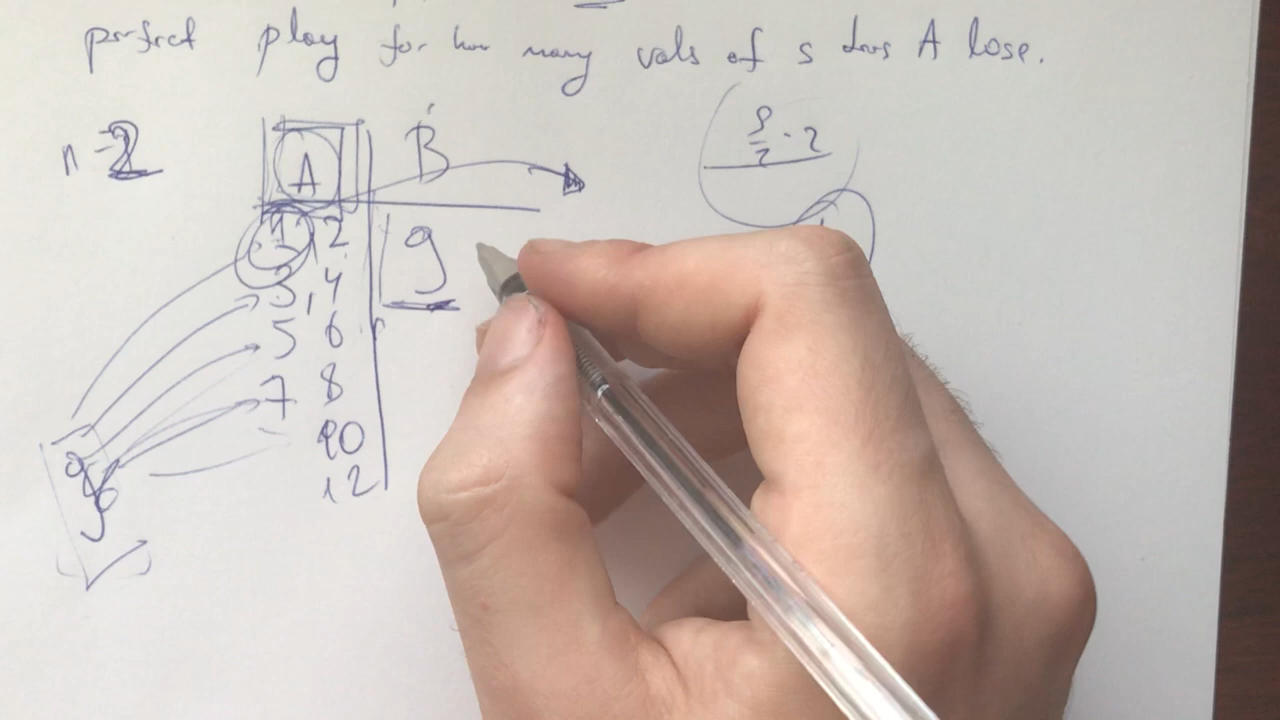 perfect play for how many vals of s does A lose.
n = 2
A B
1, 2 9
3, 4
5 6
7 8
10
12